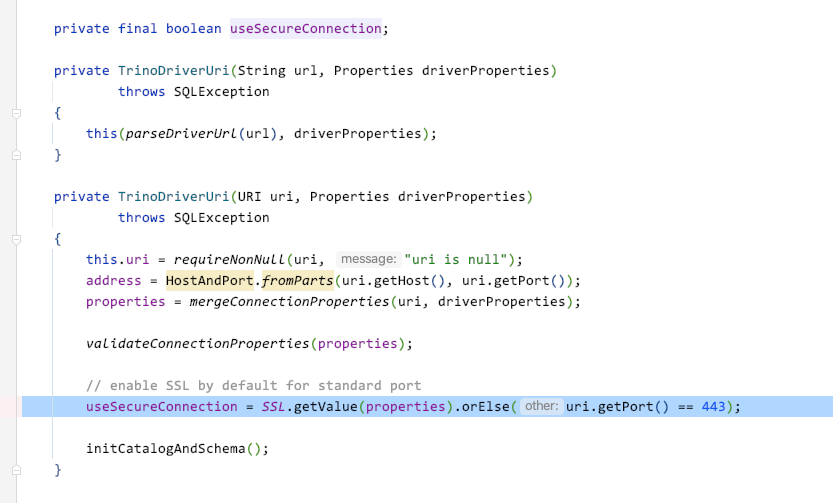 private final boolean useSecureConnection;
private TrinoDriverUri(String url, Properties driverProperties)
throws SQLException
{
this(parseDriverUrl(url), driverProperties);
}
private TrinoDriverUri(URI uri, Properties driverProperties)
throws SQLException
{
this.uri = requireNonNull(uri, message: "uri is null");
address = HostAndPort.fromParts(uri.getHost(), uri.getPort());
properties = mergeConnectionProperties(uri, driverProperties);
validateConnectionProperties(properties);
// enable SSL by default for standard port
useSecureConnection = SSL.getValue(properties).orElse( other: uri.getPort() == 443);
initCatalogAndSchema();
}